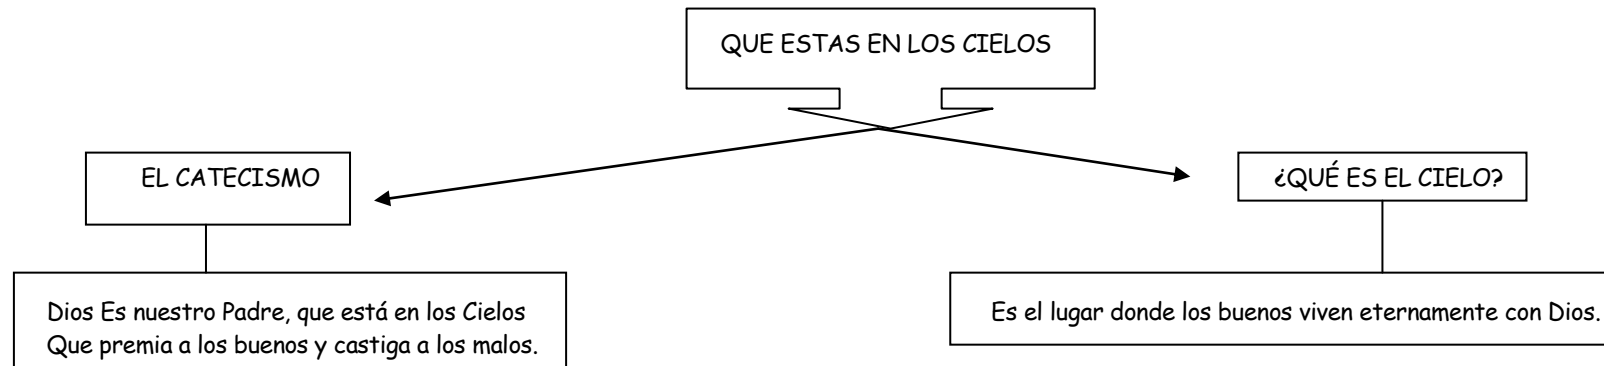 QUE ESTAS EN LOS CIELOS
EL CATECISMO
¿QUÉ ES EL CIELO?
Dios Es nuestro Padre, que está en los Cielos
Que premia a los buenos y castiga a los malos.
Es el lugar donde los buenos viven eternamente con Dios.